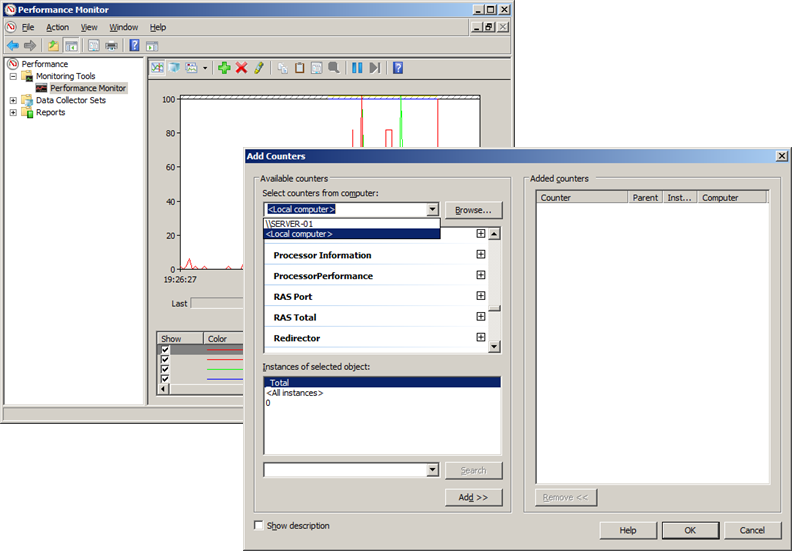 Performance Monitor
File Action View Window Help
Performance
Monitoring Tools
Performance Monitor
Data Collector Sets
Reports
100
80
60
40
20
0
19:26:27
Last
Show Color
Add Counters
Available counters
Select counters from computer:
<Local computer>
Browse...
\\SERVER-01
<Local computer>
Processor Information
ProcessorPerformance
RAS Port
RAS Total
Redirector
Instances of selected object:
_Total
<All instances>
0
Search
Add >>
Show description
Added counters
Counter Parent Inst... Computer
Remove <<
Help OK Cancel